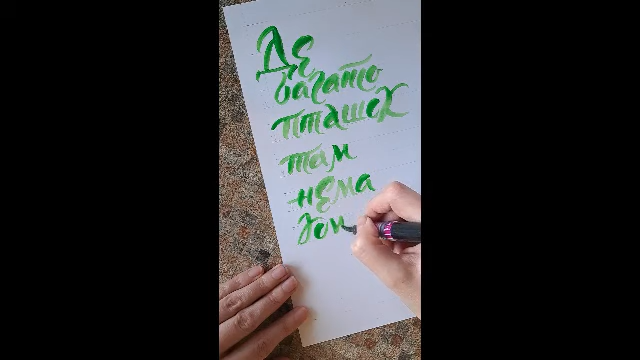 Де
багато
пташок
там
нема